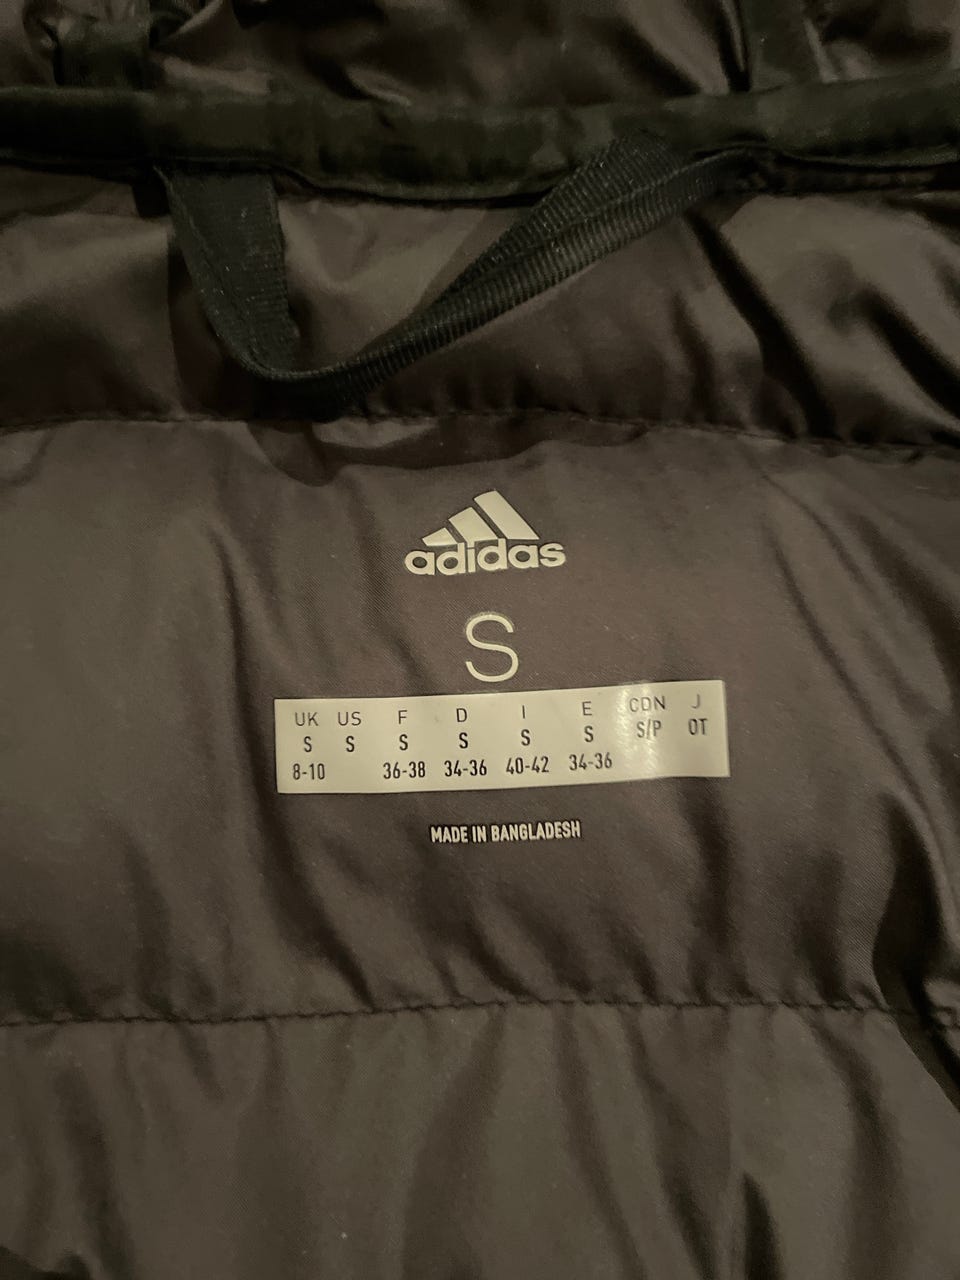 adidas
S
UK US F D I E CDN J
S S S S S S S/P OT
8-10 36-38 34-36 40-42 34-36
MADE IN BANGLADESH